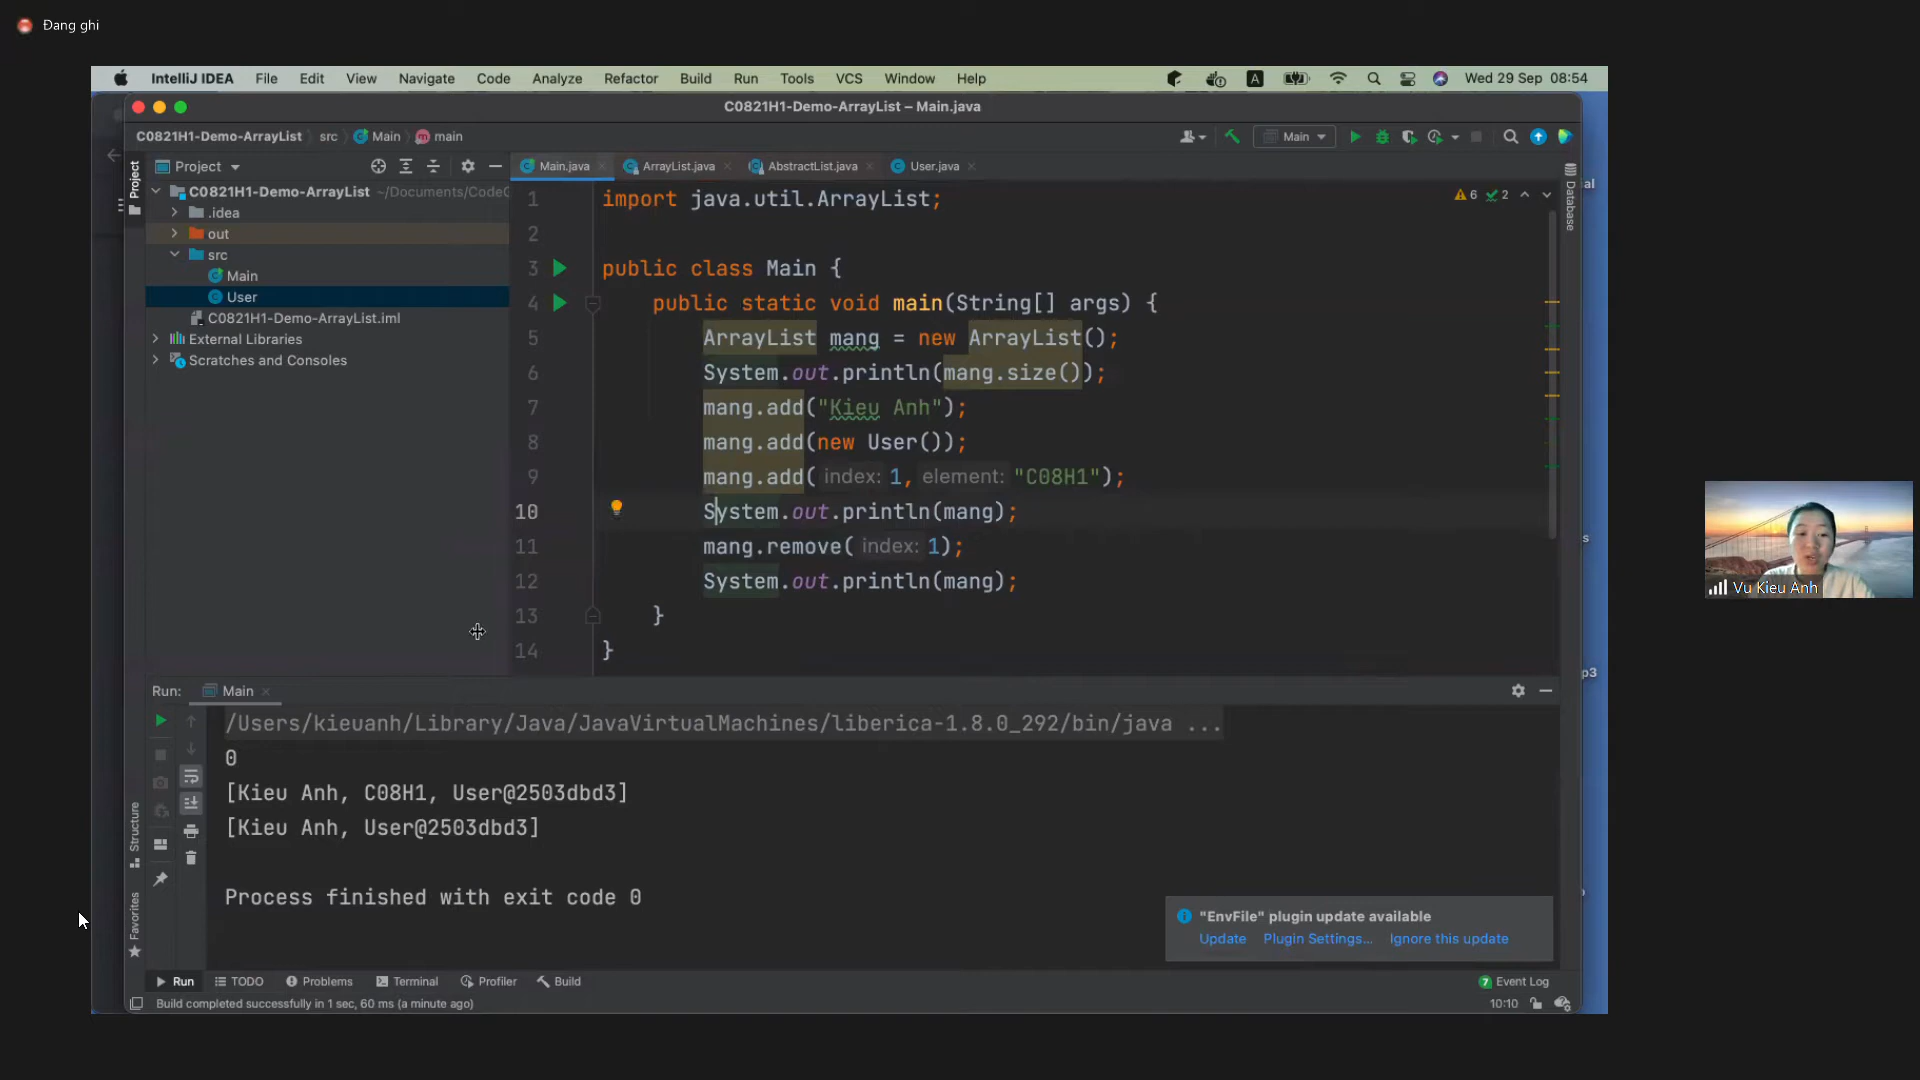 Đang ghi
IntelliJ IDEA File Edit View Navigate Code Analyze Refactor Build Run Tools VCS Window Help A Wed 29 Sep 08:54
C0821H1-Demo-ArrayList – Main.java
C0821H1-Demo-ArrayList src Main main Main
Project Main.java ArrayList.java AbstractList.java User.java
Project
C0821H1-Demo-ArrayList ~/Documents/CodeG
.idea
out
src
Main
User
C0821H1-Demo-ArrayList.iml
External Libraries
Scratches and Consoles
6 2
Database
1 import java.util.ArrayList;
2
3 public class Main {
4 public static void main(String[] args) {
5 ArrayList mang = new ArrayList();
6 System.out.println(mang.size());
7 mang.add("Kieu Anh");
8 mang.add(new User());
9 mang.add( index: 1, element: "C08H1");
10 System.out.println(mang);
11 mang.remove( index: 1);
12 System.out.println(mang);
13 }
14 }
Vu Kieu Anh
p3
Run: Main
/Users/kieuanh/Library/Java/JavaVirtualMachines/liberica-1.8.0_292/bin/java ...
0
[Kieu Anh, C08H1, User@2503dbd3]
[Kieu Anh, User@2503dbd3]
Process finished with exit code 0
Structure
Favorites
"EnvFile" plugin update available
Update Plugin Settings... Ignore this update
Run TODO Problems Terminal Profiler Build 7 Event Log
Build completed successfully in 1 sec, 60 ms (a minute ago) 10:10